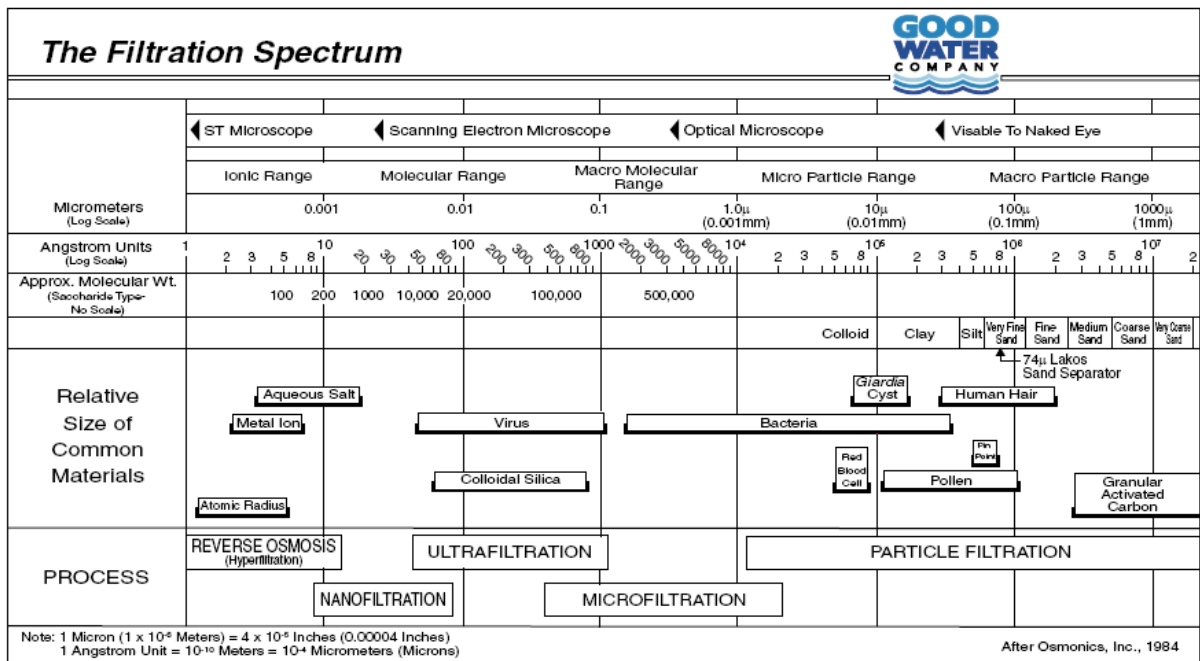 The Filtration Spectrum
GOOD
WATER
COMPANY
ST Microscope Scanning Electron Microscope Optical Microscope Visable To Naked Eye
Ionic Range Molecular Range Macro Molecular Range Micro Particle Range Macro Particle Range
Micrometers
(Log Scale)
0.001 0.01 0.1 1.0μ 10μ 100μ 1000μ
(0.001mm) (0.01mm) (0.1mm) (1mm)
Angstrom Units
(Log Scale)
1 10 100 1000 10⁴ 10⁵ 10⁶ 10⁷
2 3 5 8 20 30 50 80 200 300 500 800 2000 3000 5000 8000 2 3 5 8 2 3 5 8 2 3 5 8 2
Approx. Molecular Wt.
(Saccharide Type-
No Scale)
100 200 1000 10,000 20,000 100,000 500,000
Colloid Clay Silt Very Fine Sand Fine Sand Medium Sand Coarse Sand Very Coarse Sand
74μ Lakos
Sand Separator
Relative
Size of
Common
Materials
Aqueous Salt
Giardia
Cyst
Human Hair
Metal Ion
Virus
Bacteria
Pin
Point
Red
Blood
Cell
Colloidal Silica
Pollen
Granular
Activated
Carbon
Atomic Radius
PROCESS
REVERSE OSMOSIS
(Hyperfiltration)
ULTRAFILTRATION
PARTICLE FILTRATION
NANOFILTRATION
MICROFILTRATION
Note: 1 Micron (1 x 10⁻⁶ Meters) = 4 x 10⁻⁵ Inches (0.00004 Inches)
1 Angstrom Unit = 10⁻¹⁰ Meters = 10⁻⁴ Micrometers (Microns)
After Osmonics, Inc., 1984